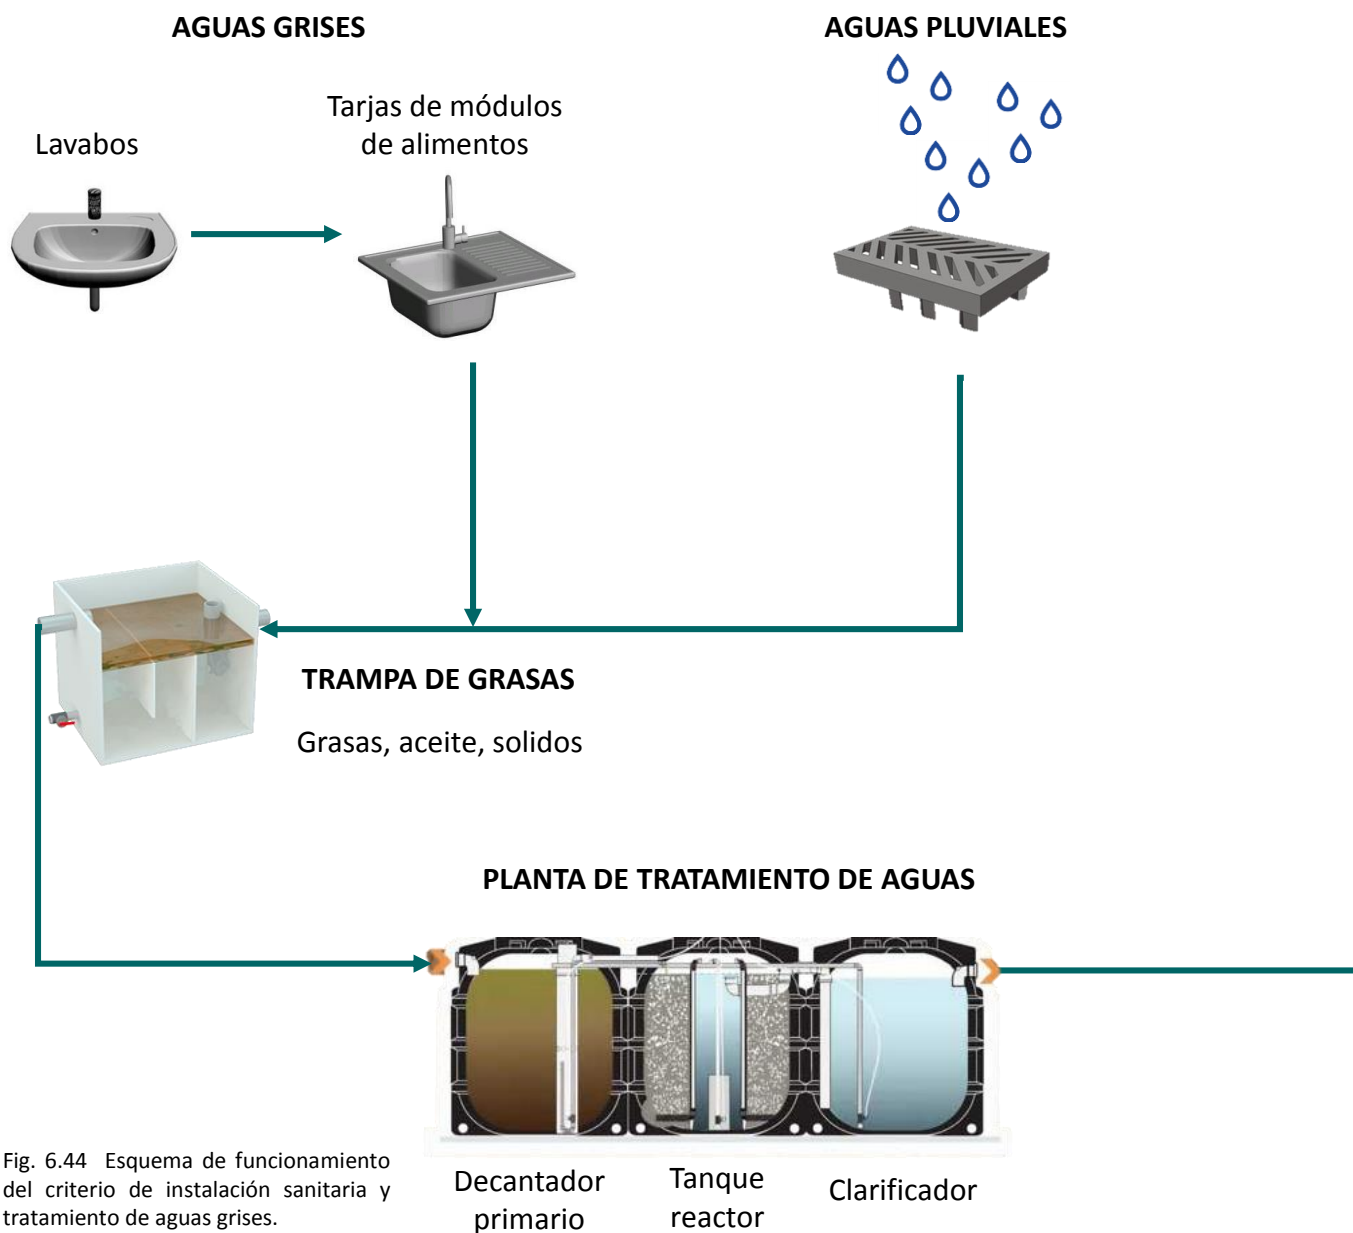 AGUAS GRISES
AGUAS PLUVIALES
Lavabos
Tarjas de módulos
de alimentos
TRAMPA DE GRASAS
Grasas, aceite, solidos
PLANTA DE TRATAMIENTO DE AGUAS
Decantador
primario
Tanque
reactor
Clarificador
Fig. 6.44 Esquema de funcionamiento
del criterio de instalación sanitaria y
tratamiento de aguas grises.